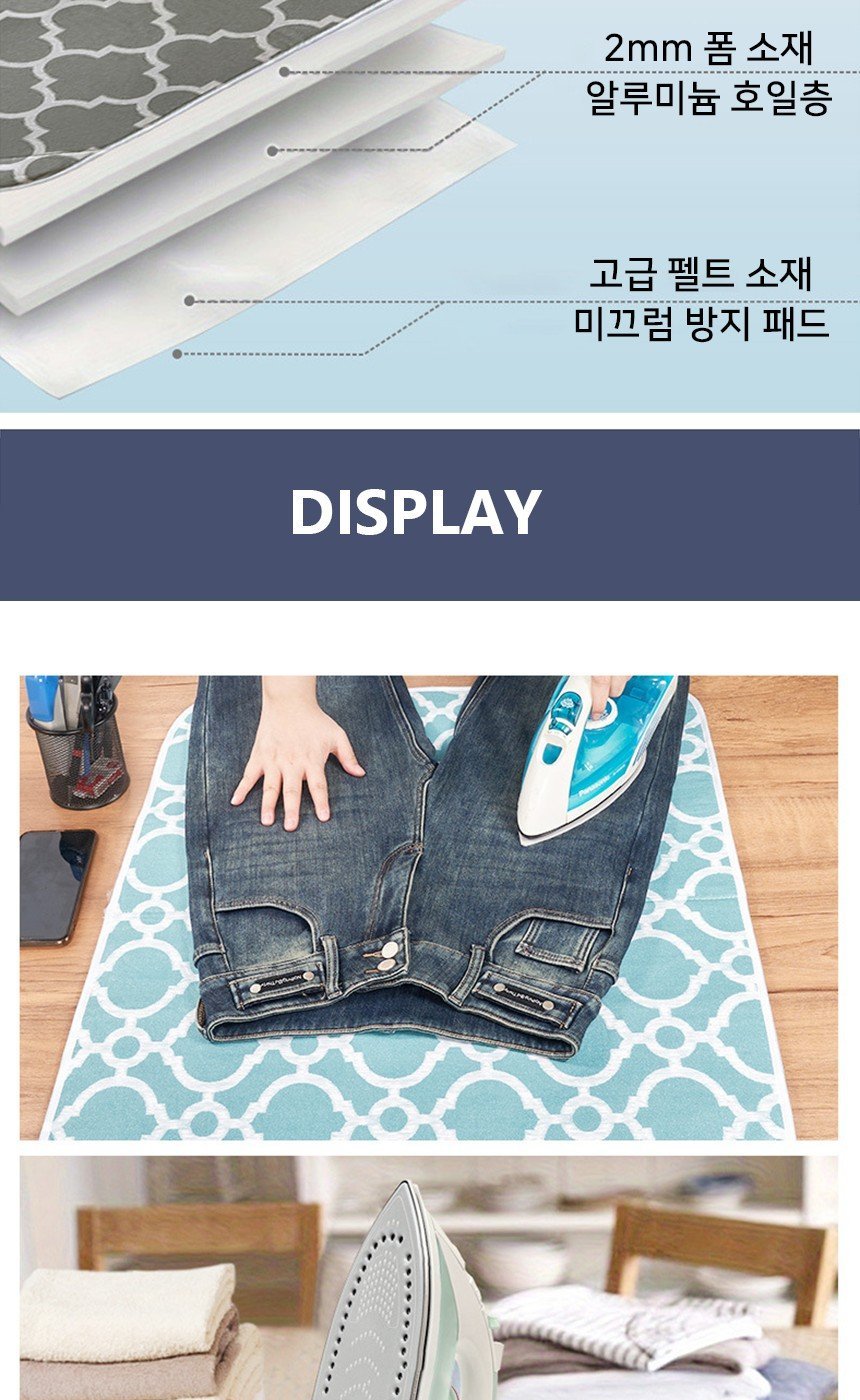 2mm 폼 소재
알루미늄 호일층
고급 펠트 소재
미끄럼 방지 패드
DISPLAY
Panasonic